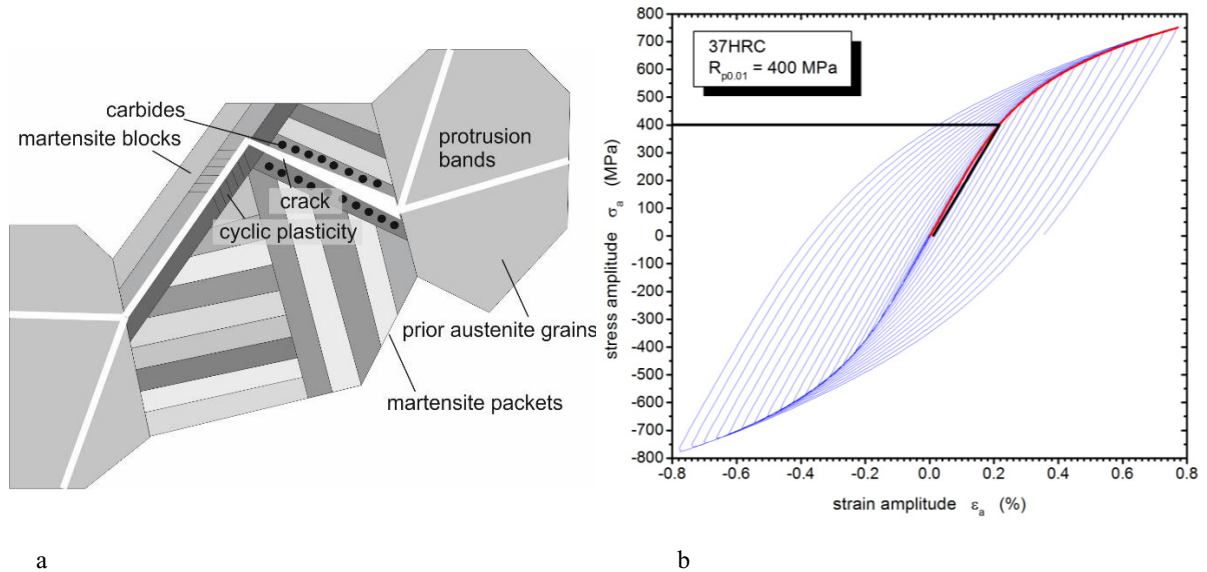 carbides
martensite blocks
protrusion
bands
crack
cyclic plasticity
prior austenite grains
martensite packets
800
700
600
500
400
300
200
100
0
-100
-200
-300
-400
-500
-600
-700
-800
stress amplitude σa (MPa)
37HRC
Rp0.01 = 400 MPa
-0.8 -0.6 -0.4 -0.2 0.0 0.2 0.4 0.6 0.8
strain amplitude εa (%)
a b